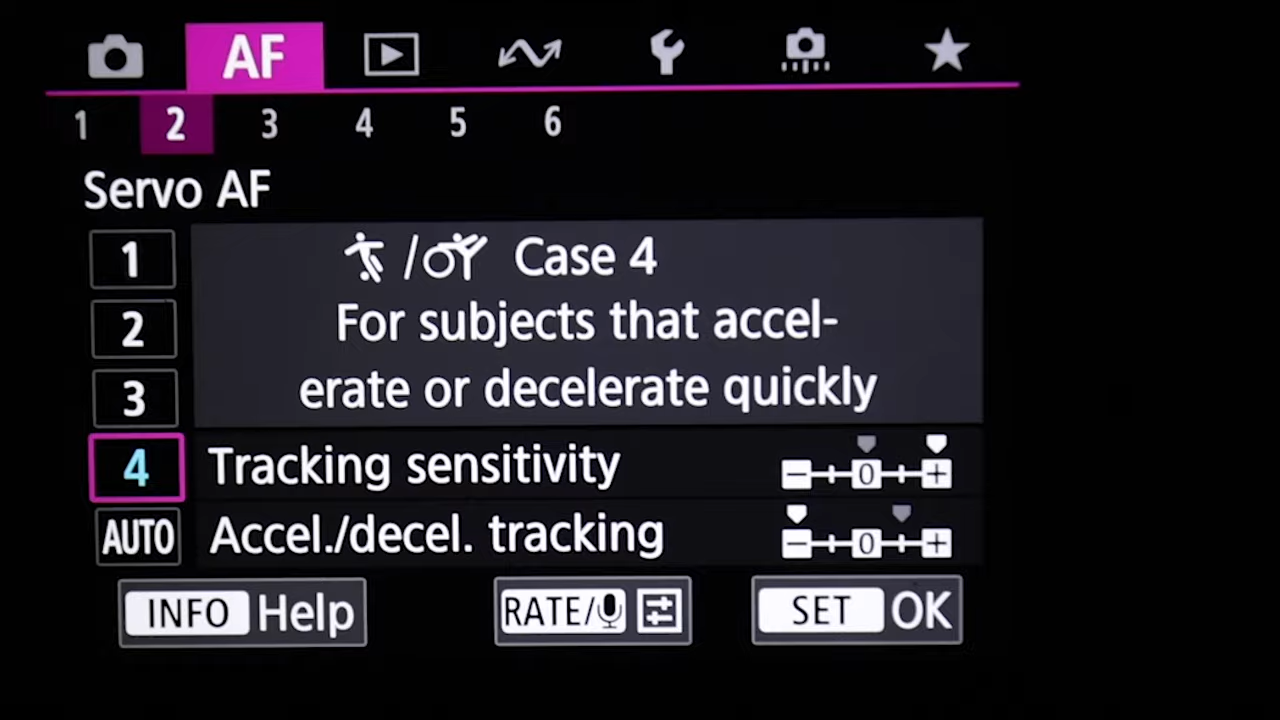 AF
1 2 3 4 5 6
Servo AF
1
2
3
4
AUTO
/ Case 4
For subjects that accel-
erate or decelerate quickly
Tracking sensitivity
- 0 +
Accel./decel. tracking
- 0 +
INFO Help
RATE/
SET OK